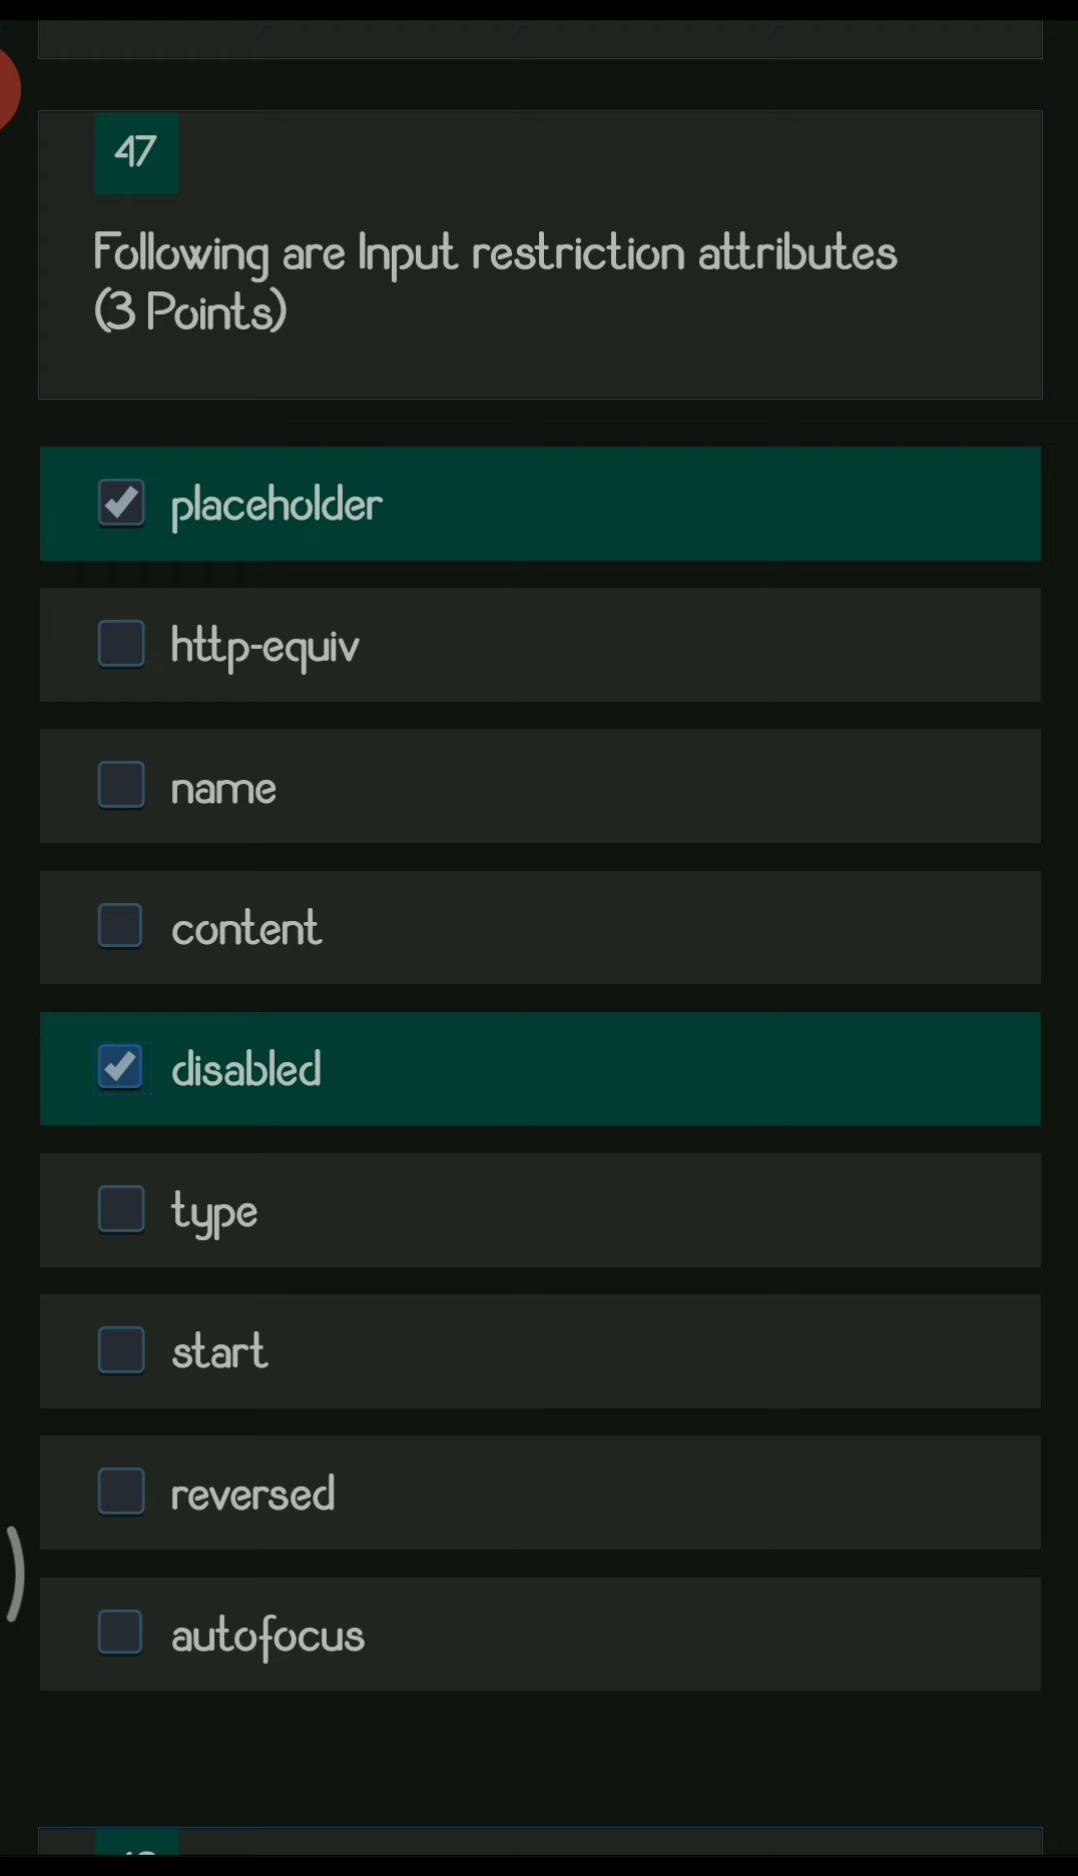 47
Following are Input restriction attributes
(3 Points)
placeholder
http-equiv
name
content
disabled
type
start
reversed
autofocus